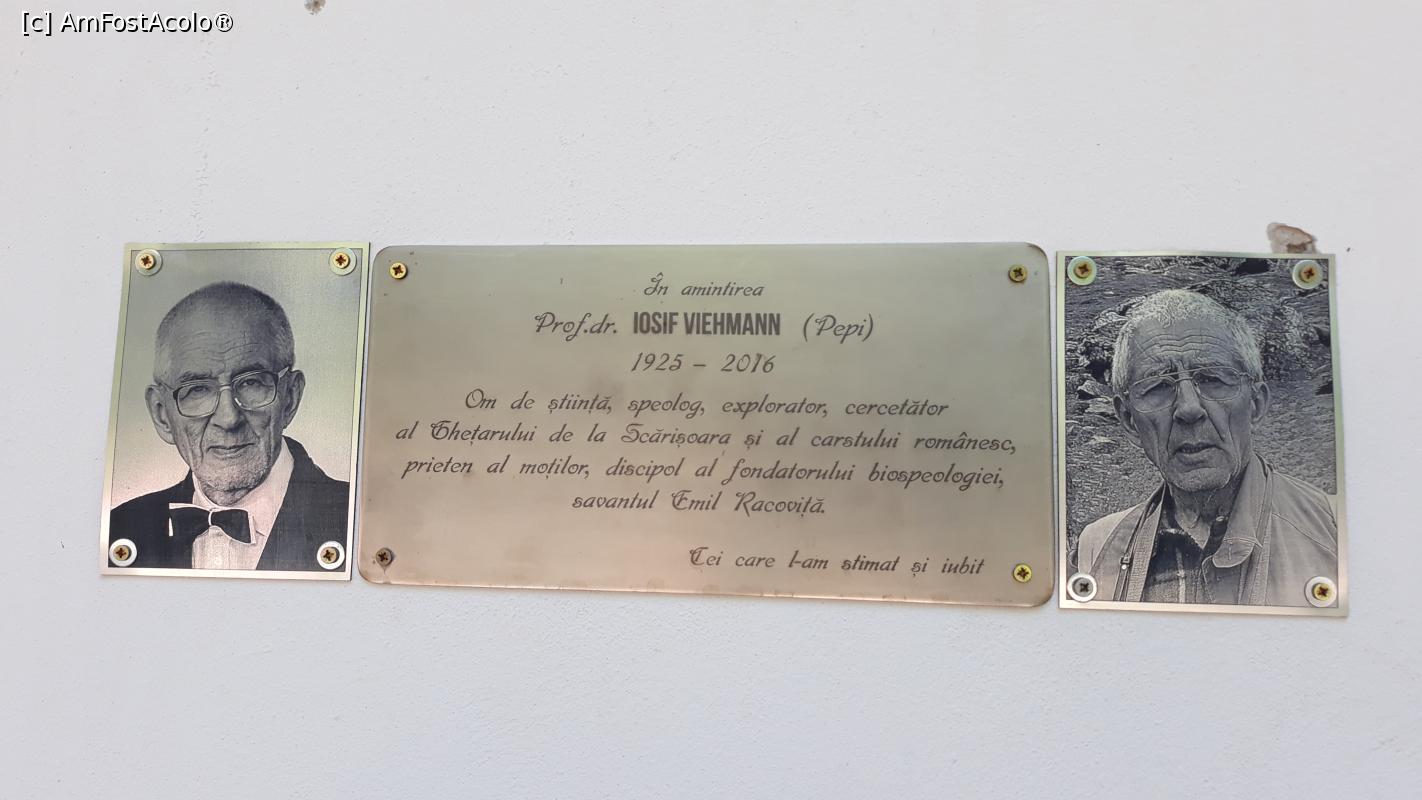 [c] AmFostAcolo®
În amintirea
Prof.dr. IOSIF VIEHMANN (Pepi)
1925 – 2016
Om de știință, speolog, explorator, cercetător
al Ghețarului de la Scărișoara și al carstului românesc,
prieten al moților, discipol al fondatorului biospeologiei,
savantul Emil Racoviță.
Cei care l-am stimat și iubit